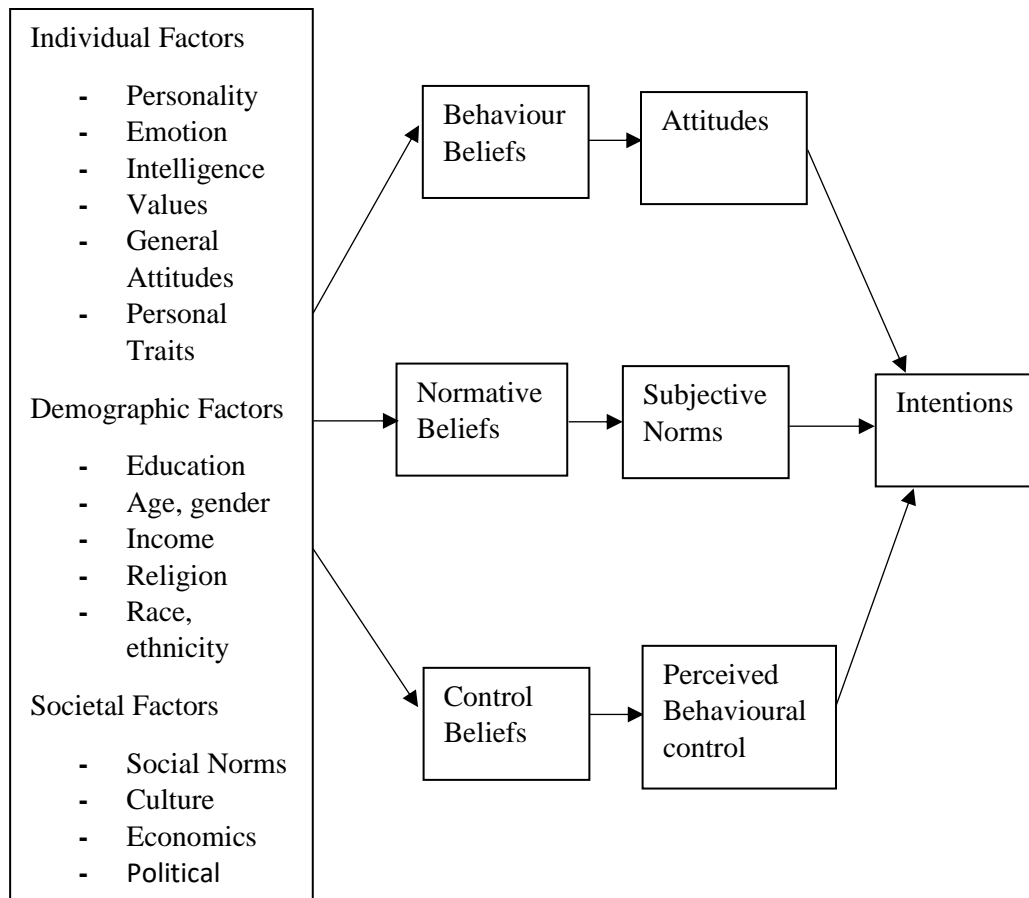 Individual Factors
- Personality
- Emotion
- Intelligence
- Values
- General
Attitudes
- Personal
Traits
Demographic Factors
- Education
- Age, gender
- Income
- Religion
- Race,
ethnicity
Societal Factors
- Social Norms
- Culture
- Economics
- Political
Behaviour
Beliefs
Attitudes
Normative
Beliefs
Subjective
Norms
Intentions
Control
Beliefs
Perceived
Behavioural
control